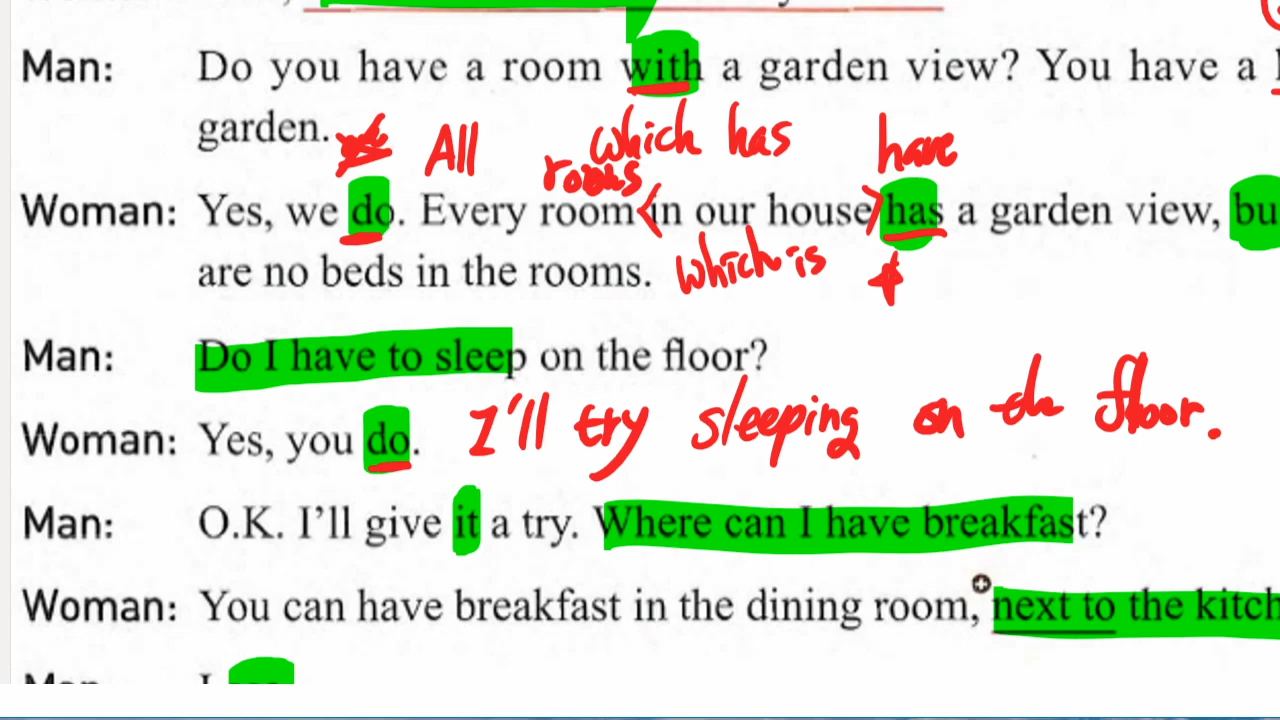 Man: Do you have a room with a garden view? You have a
garden.
All rooms which has have
Woman: Yes, we do. Every room in our house has a garden view, bu
are no beds in the rooms.
which is
Man: Do I have to sleep on the floor?
Woman: Yes, you do.
I'll try sleeping on the floor.
Man: O.K. I'll give it a try. Where can I have breakfast?
Woman: You can have breakfast in the dining room, next to the kitch